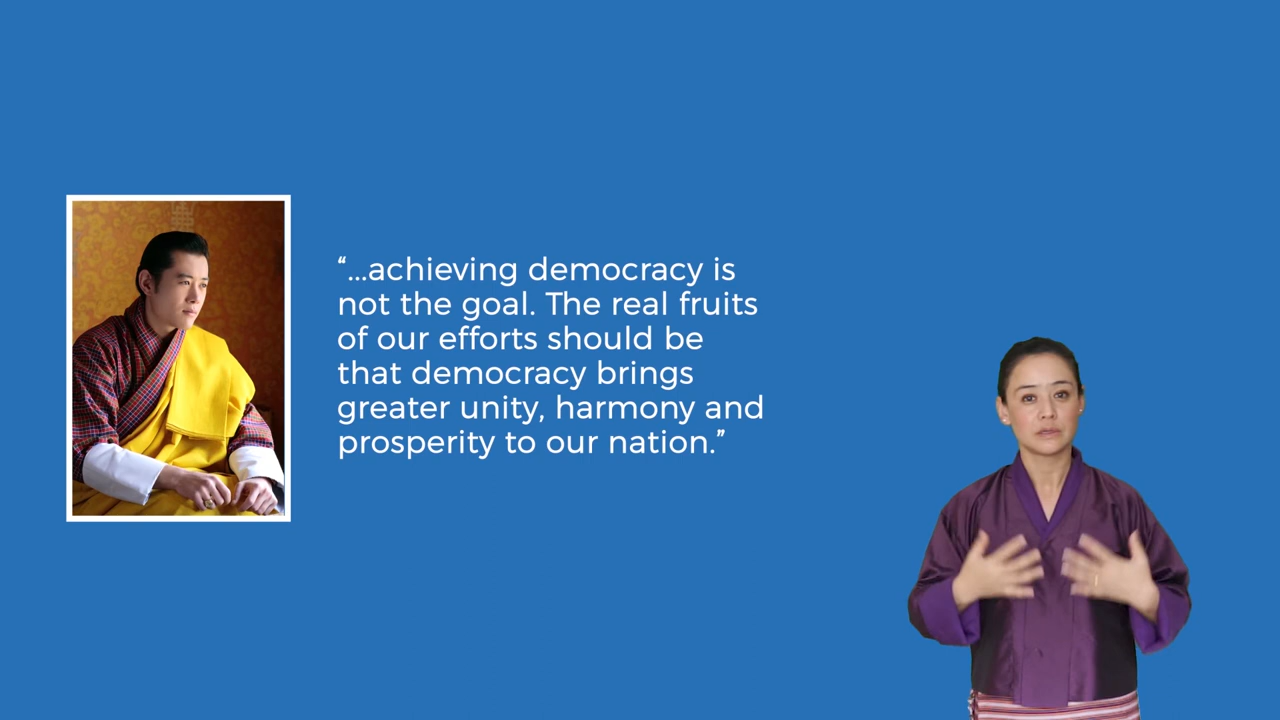 “...achieving democracy is
not the goal. The real fruits
of our efforts should be
that democracy brings
greater unity, harmony and
prosperity to our nation.”